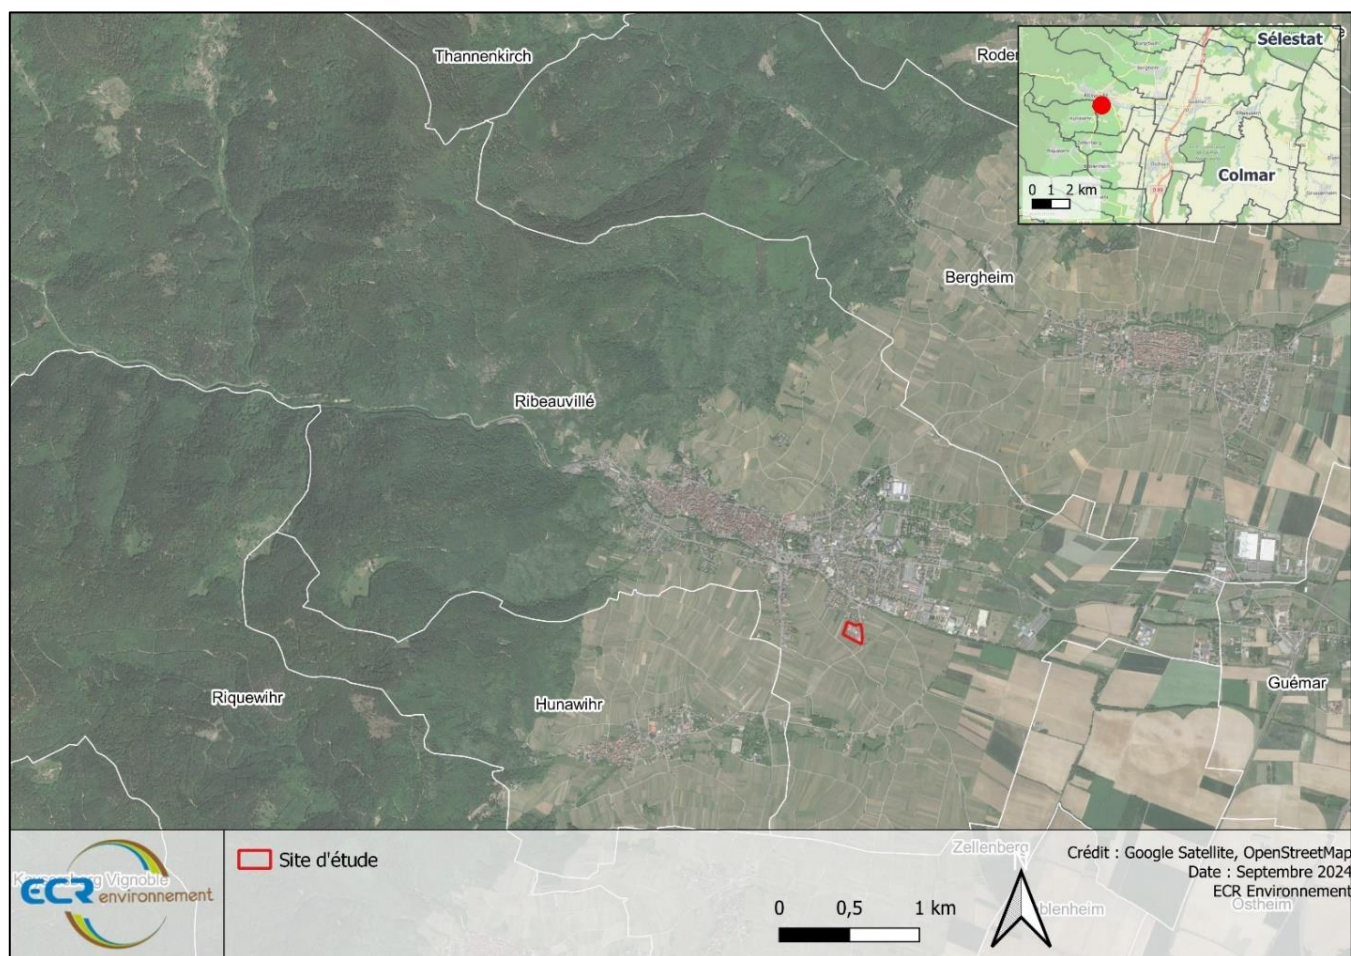 Thannenkirch
Roder
Sélestat
Bergheim
Colmar
0 1 2 km
Bergheim
Ribeauvillé
Riquewihr
Hunawihr
Guémar
Zellenberg
blenheim
Ostheim
Vignoble
ECR environnement
Site d'étude
0 0,5 1 km
Crédit : Google Satellite, OpenStreetMap
Date : Septembre 2024
ECR Environnement